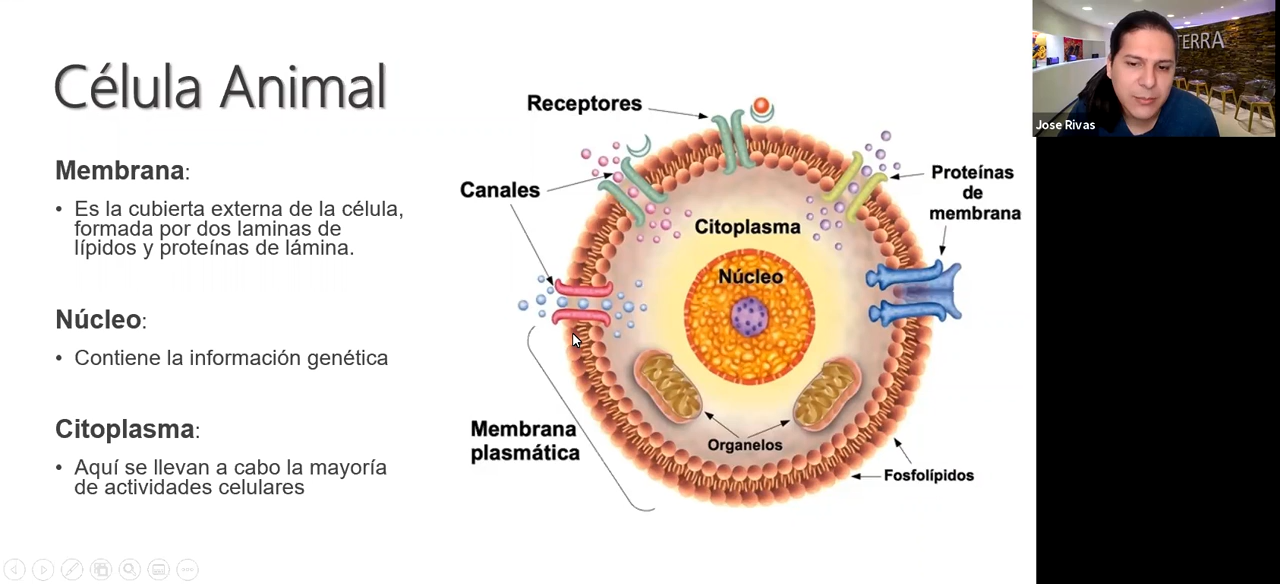 Célula Animal
Membrana:
• Es la cubierta externa de la célula,
formada por dos laminas de
lípidos y proteínas de lámina.
Núcleo:
• Contiene la información genética
Citoplasma:
• Aquí se llevan a cabo la mayoría
de actividades celulares
Receptores
Canales
Proteínas
de
membrana
Citoplasma
Núcleo
Membrana
plasmática
Organelos
Fosfolípidos
TERRA
Jose Rivas